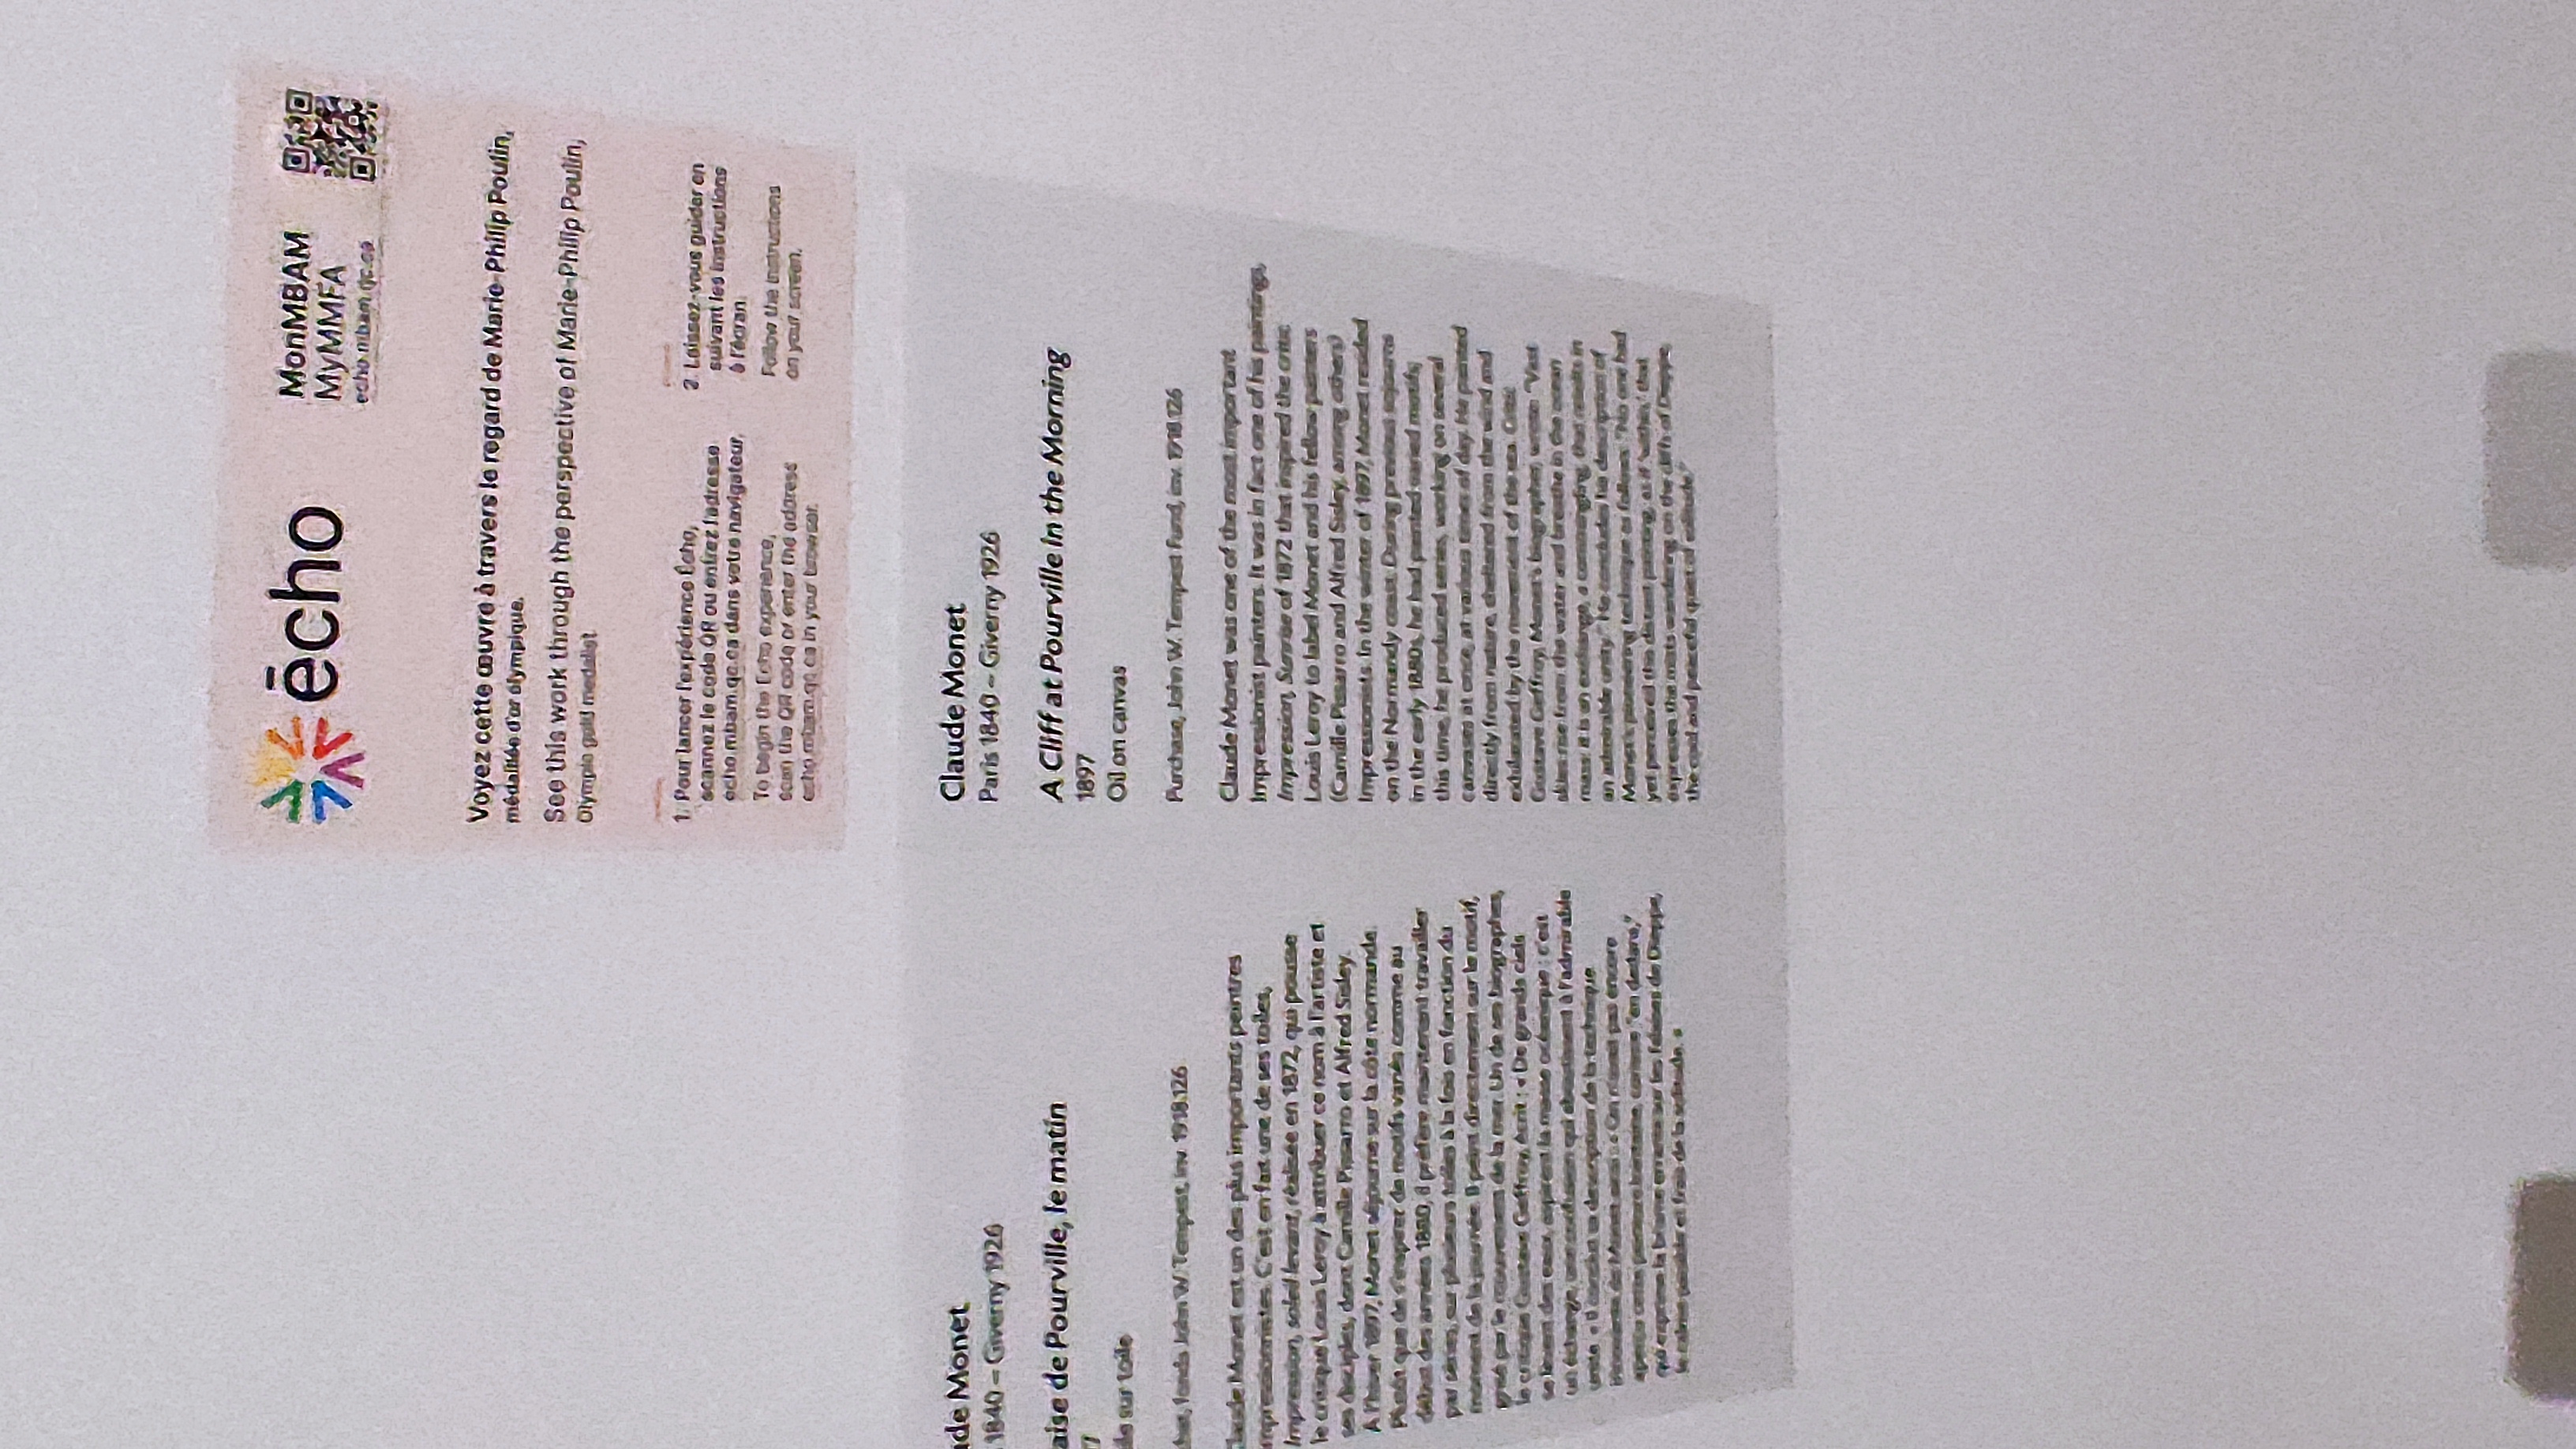 ēcho
MonMBAM
MyMMFA
echo.mbam.qc.ca
Voyez cette œuvre à travers le regard de Marie-Philip Poulin,
médaillée d'or olympique.
See this work through the perspective of Marie-Philip Poulin,
Olympic gold medalist
1. Pour lancer l'expérience Écho,
scannez le code QR ou entrez l'adresse
echo.mbam.qc.ca dans votre navigateur.
To begin the Echo experience,
scan the QR code or enter the address
echo.mbam.qc.ca in your browser.
2. Laissez-vous guider en
suivant les instructions
à l'écran.
Follow the instructions
on your screen.
ude Monet
1840 – Giverny 1926
aise de Pourville, le matin
7
ile sur toile
fonds John W. Tempest, inv. 1918.126
Claude Monet est un des plus importants peintres
impressionnistes. C'est en fait une de ses toiles,
Impression, soleil levant, réalisée en 1872, qui pousse
le critique Louis Leroy à attribuer ce nom à l'artiste et
ses disciples, dont Camille Pissarro et Alfred Sisley.
À l'hiver 1897, Monet séjourne sur la côte normande.
Plutôt que de s'inspirer de motifs variés comme au
début des années 1880, il préfère maintenant travailler
par séries, sur plusieurs toiles à la fois en fonction du
moment de la journée. Il peint directement sur le motif,
grisé par le mouvement de la mer. Un de ses biographes,
le critique Gustave Geffroy, écrit : « De grands ciels
se lèvent des eaux, aspirent la masse océanique : c'est
un échange, une confusion qui aboutissent à l'admirable
unité. » Il conclut sa description de la technique
innovante de Monet ainsi : « On n'avait pas encore
aperçu cette peinture lointaine, comme "en dedans,"
qui exprime la brume errante sur les falaises de Dieppe,
le calme paisible et frais de la solitude. »
Claude Monet
Paris 1840 – Giverny 1926
A Cliff at Pourville in the Morning
1897
Oil on canvas
Purchase, John W. Tempest Fund, inv. 1918.126
Claude Monet was one of the most important
Impressionist painters. It was in fact one of his paintings,
Impression, Sunrise of 1872 that inspired the critic
Louis Leroy to label Monet and his fellow painters
(Camille Pissarro and Alfred Sisley, among others)
Impressionists. In the winter of 1897, Monet resided
on the Normandy coast. During previous sojourns
in the early 1880s, he had painted varied motifs;
this time, he produced series, working on several
canvases at once, at various times of day. He painted
directly from nature, sheltered from the wind and
exhilarated by the movement of the sea. Critic
Gustave Geffroy, Monet's biographer, wrote: "Vast
skies rise from the water and breathe in the ocean
mass: it is an exchange, a commingling, that results in
an admirable unity." He concludes his description of
Monet's pioneering technique as follows: "No one had
yet perceived this distant painting, as if 'within,' that
expresses the mists wandering on the cliffs of Dieppe,
the cool and peaceful quiet of solitude."